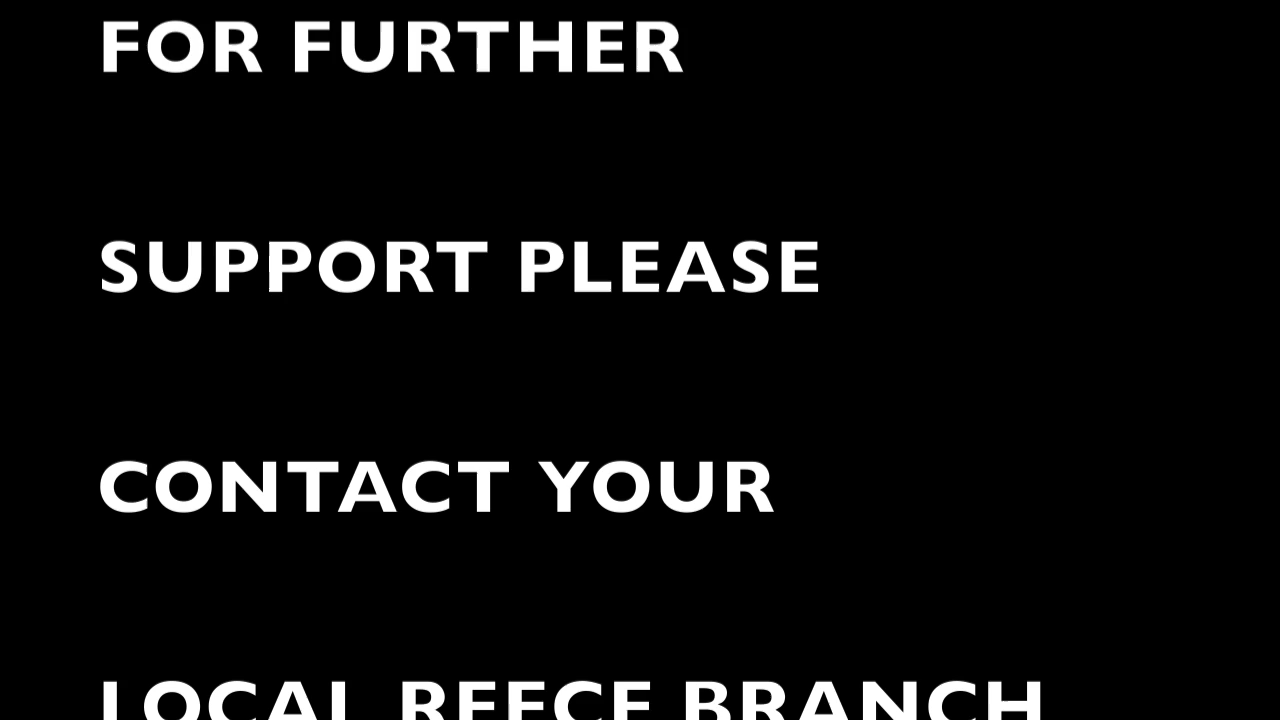 FOR FURTHER
SUPPORT PLEASE
CONTACT YOUR
LOCAL REECE BRANCH